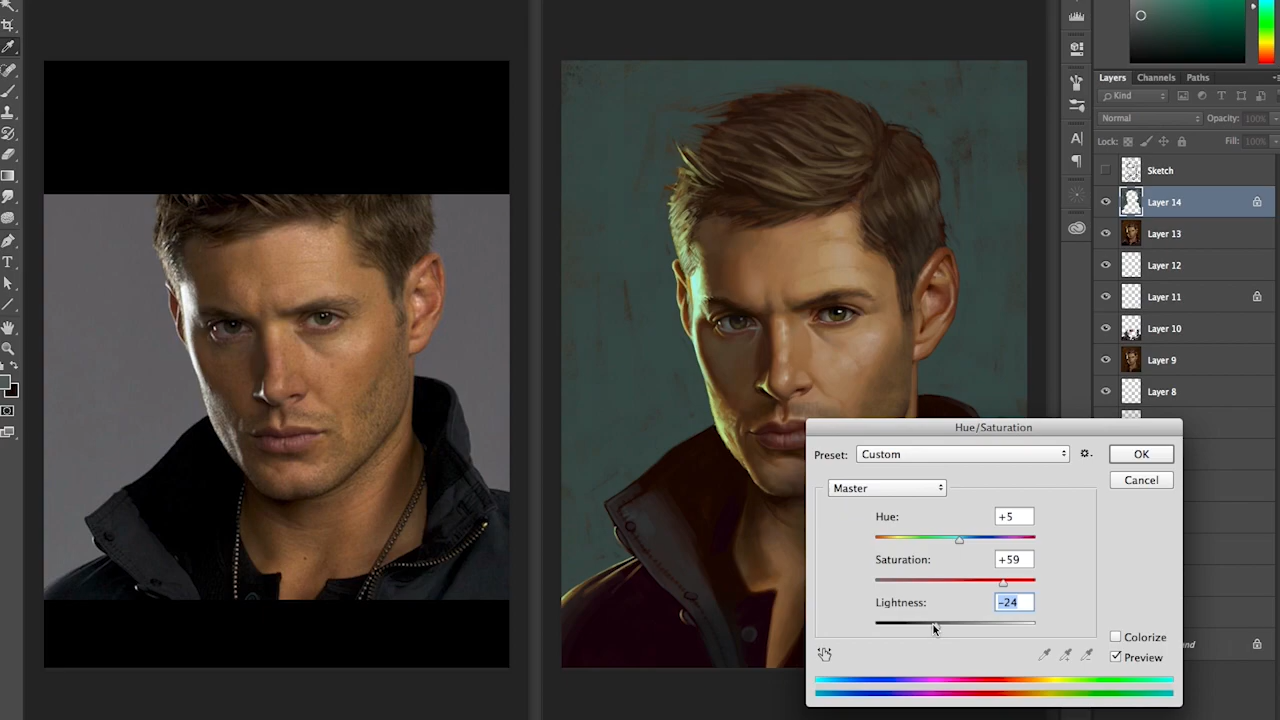 Layers Channels Paths
Kind
Normal Opacity: 100%
Lock: Fill: 100%
Sketch
Layer 14
Layer 13
Layer 12
Layer 11
Layer 10
Layer 9
Layer 8
Hue/Saturation
Preset: Custom OK
Cancel
Master
Hue: +5
Saturation: +59
Lightness: -24
Colorize
Preview